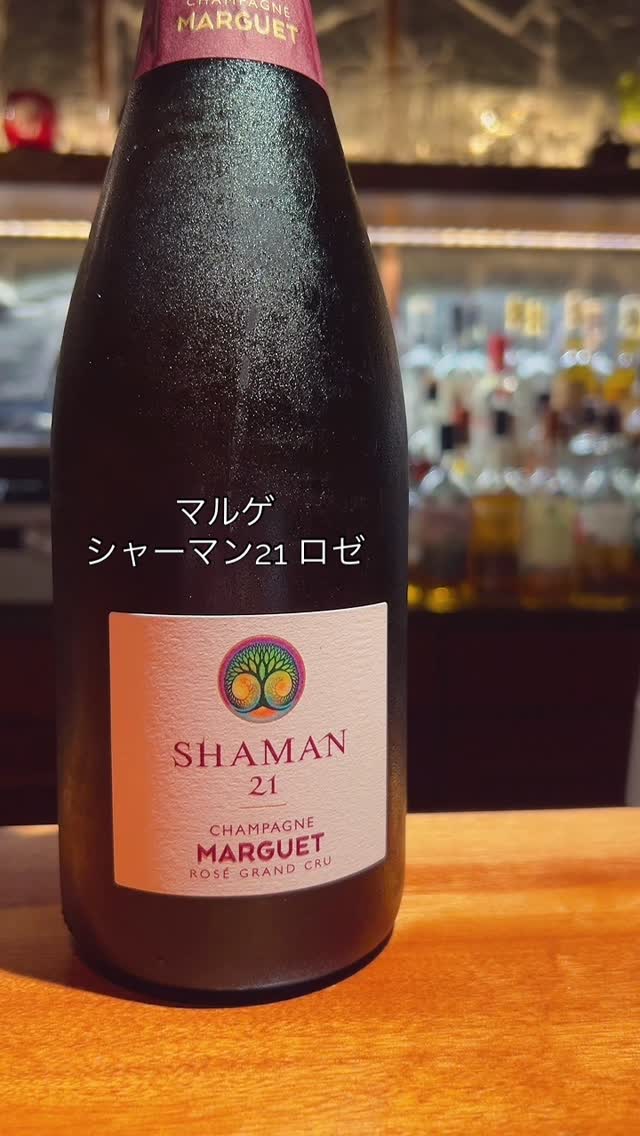 CHAMPAGNE
MARGUET
マルゲ
シャーマン21 ロゼ
SHAMAN
21
CHAMPAGNE
MARGUET
ROSÉ GRAND CRU